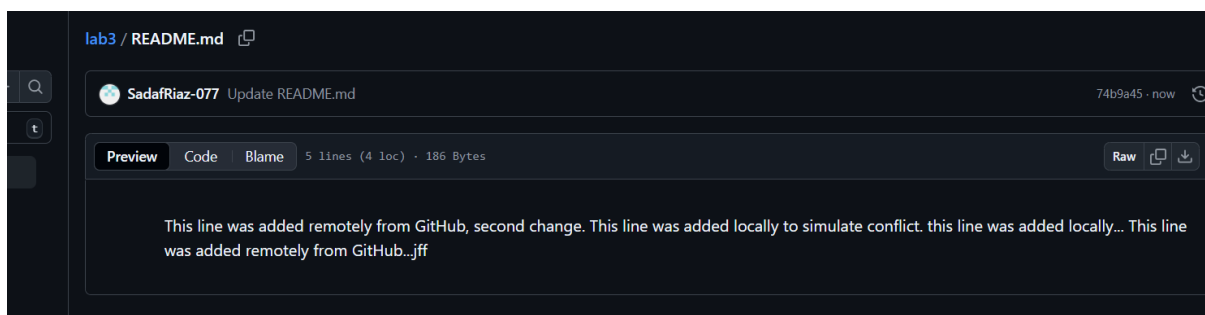 lab3 / README.md
SadafRiaz-077 Update README.md 74b9a45 · now
t
Preview Code Blame 5 lines (4 loc) · 186 Bytes Raw
This line was added remotely from GitHub, second change. This line was added locally to simulate conflict. this line was added locally... This line
was added remotely from GitHub...jff